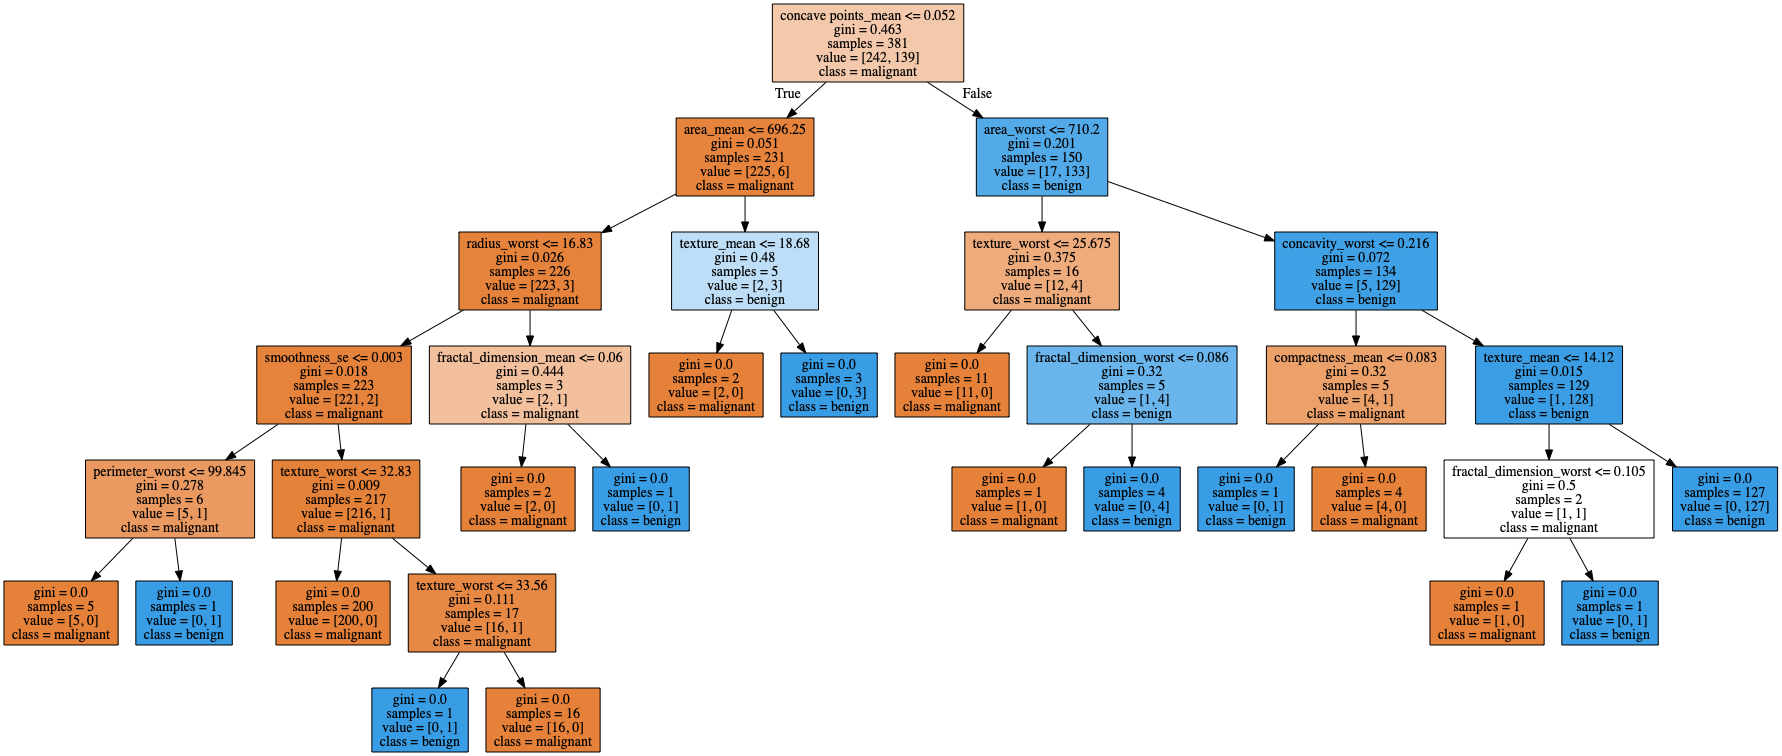 concave points_mean <= 0.052
gini = 0.463
samples = 381
value = [242, 139]
class = malignant
True
False
area_mean <= 696.25
gini = 0.051
samples = 231
value = [225, 6]
class = malignant
area_worst <= 710.2
gini = 0.201
samples = 150
value = [17, 133]
class = benign
radius_worst <= 16.83
gini = 0.026
samples = 226
value = [223, 3]
class = malignant
texture_mean <= 18.68
gini = 0.48
samples = 5
value = [2, 3]
class = benign
texture_worst <= 25.675
gini = 0.375
samples = 16
value = [12, 4]
class = malignant
concavity_worst <= 0.216
gini = 0.072
samples = 134
value = [5, 129]
class = benign
smoothness_se <= 0.003
gini = 0.018
samples = 223
value = [221, 2]
class = malignant
fractal_dimension_mean <= 0.06
gini = 0.444
samples = 3
value = [2, 1]
class = malignant
gini = 0.0
samples = 2
value = [2, 0]
class = malignant
gini = 0.0
samples = 3
value = [0, 3]
class = benign
gini = 0.0
samples = 11
value = [11, 0]
class = malignant
fractal_dimension_worst <= 0.086
gini = 0.32
samples = 5
value = [1, 4]
class = benign
compactness_mean <= 0.083
gini = 0.32
samples = 5
value = [4, 1]
class = malignant
texture_mean <= 14.12
gini = 0.015
samples = 129
value = [1, 128]
class = benign
perimeter_worst <= 99.845
gini = 0.278
samples = 6
value = [5, 1]
class = malignant
texture_worst <= 32.83
gini = 0.009
samples = 217
value = [216, 1]
class = malignant
gini = 0.0
samples = 2
value = [2, 0]
class = malignant
gini = 0.0
samples = 1
value = [0, 1]
class = benign
gini = 0.0
samples = 1
value = [1, 0]
class = malignant
gini = 0.0
samples = 4
value = [0, 4]
class = benign
gini = 0.0
samples = 1
value = [0, 1]
class = benign
gini = 0.0
samples = 4
value = [4, 0]
class = malignant
fractal_dimension_worst <= 0.105
gini = 0.5
samples = 2
value = [1, 1]
class = malignant
gini = 0.0
samples = 127
value = [0, 127]
class = benign
gini = 0.0
samples = 5
value = [5, 0]
class = malignant
gini = 0.0
samples = 1
value = [0, 1]
class = benign
gini = 0.0
samples = 200
value = [200, 0]
class = malignant
texture_worst <= 33.56
gini = 0.111
samples = 17
value = [16, 1]
class = malignant
gini = 0.0
samples = 1
value = [1, 0]
class = malignant
gini = 0.0
samples = 1
value = [0, 1]
class = benign
gini = 0.0
samples = 1
value = [0, 1]
class = benign
gini = 0.0
samples = 16
value = [16, 0]
class = malignant